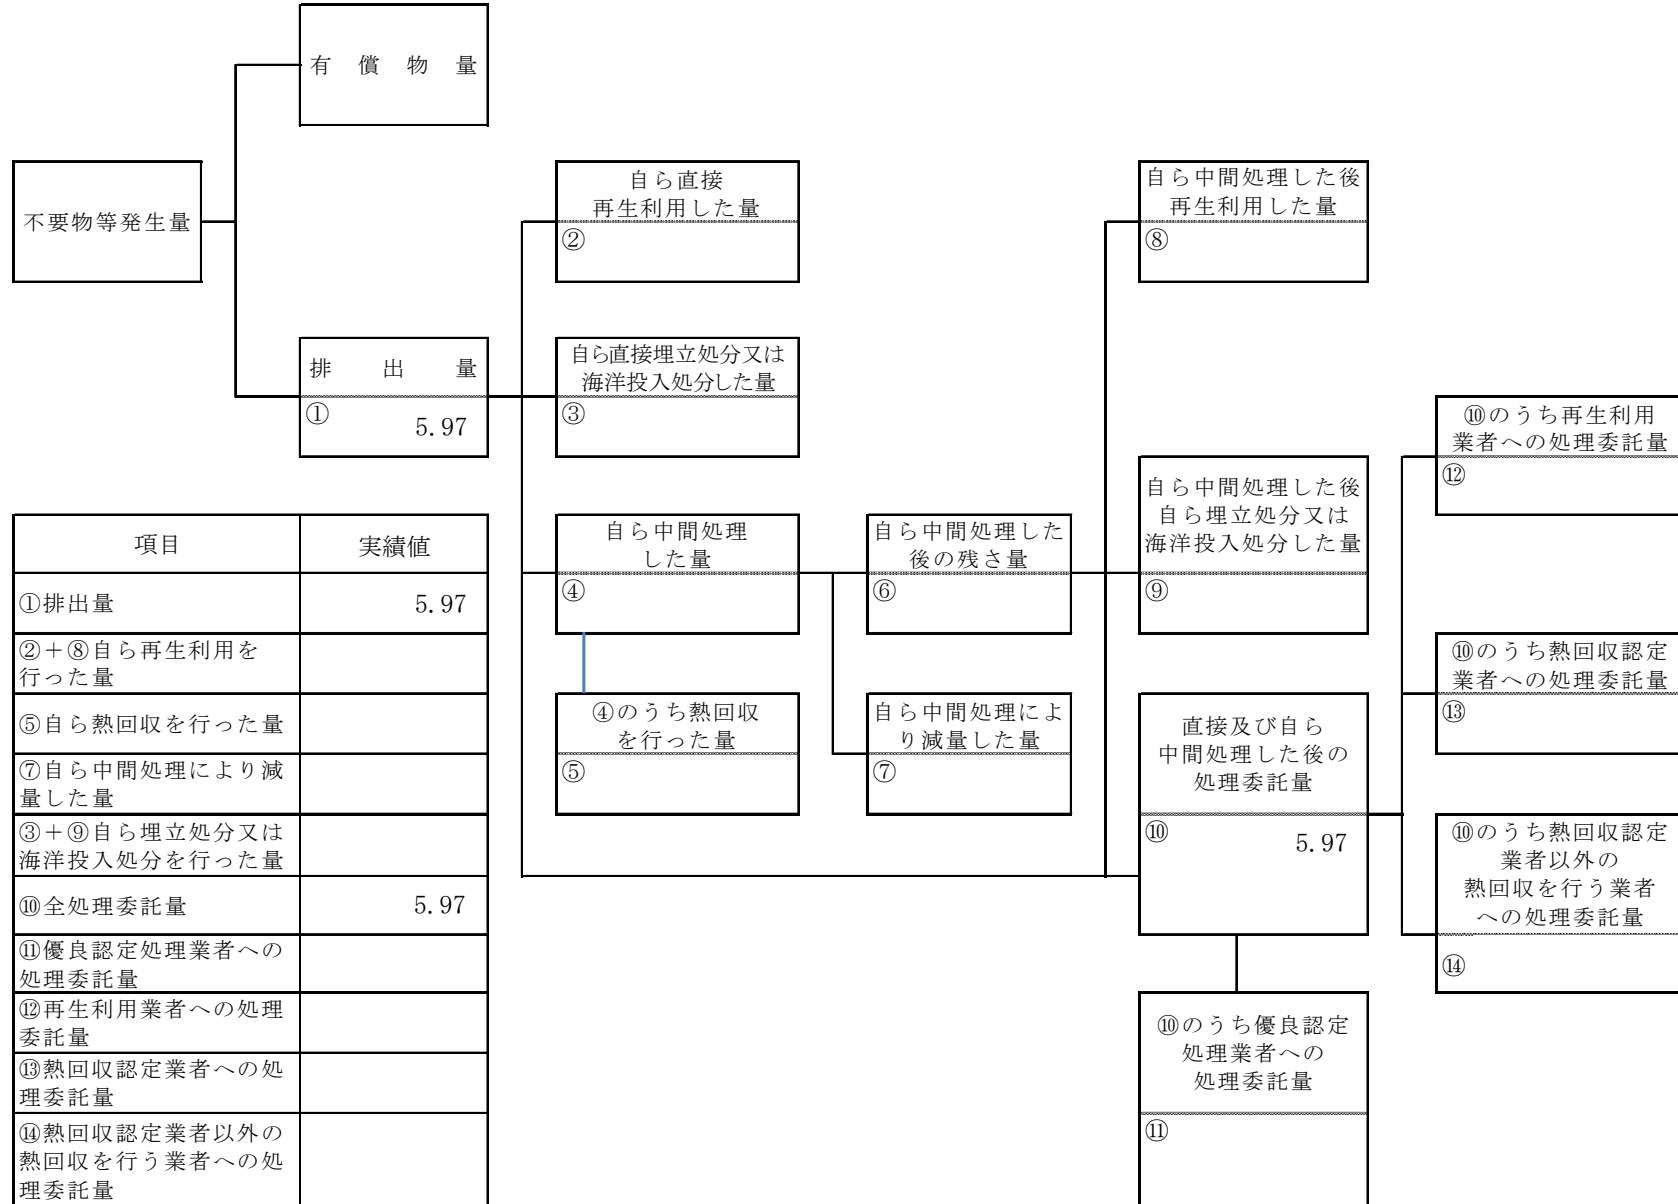 有償物量
不要物等発生量
排出量
①
5.97
自ら直接
再生利用した量
②
自ら直接埋立処分又は
海洋投入処分した量
③
自ら中間処理
した量
④
④のうち熱回収
を行った量
⑤
自ら中間処理した
後の残さ量
⑥
自ら中間処理によ
り減量した量
⑦
自ら中間処理した後
再生利用した量
⑧
自ら中間処理した後
自ら埋立処分又は
海洋投入処分した量
⑨
直接及び自ら
中間処理した後の
処理委託量
⑩
5.97
⑩のうち優良認定
処理業者への
処理委託量
⑪
⑩のうち再生利用
業者への処理委託量
⑫
⑩のうち熱回収認定
業者への処理委託量
⑬
⑩のうち熱回収認定
業者以外の
熱回収を行う業者
への処理委託量
⑭
項目 実績値
①排出量 5.97
②＋⑧自ら再生利用を
行った量
⑤自ら熱回収を行った量
⑦自ら中間処理により減
量した量
③＋⑨自ら埋立処分又は
海洋投入処分を行った量
⑩全処理委託量 5.97
⑪優良認定処理業者への
処理委託量
⑫再生利用業者への処理
委託量
⑬熱回収認定業者への処
理委託量
⑭熱回収認定業者以外の
熱回収を行う業者への処
理委託量